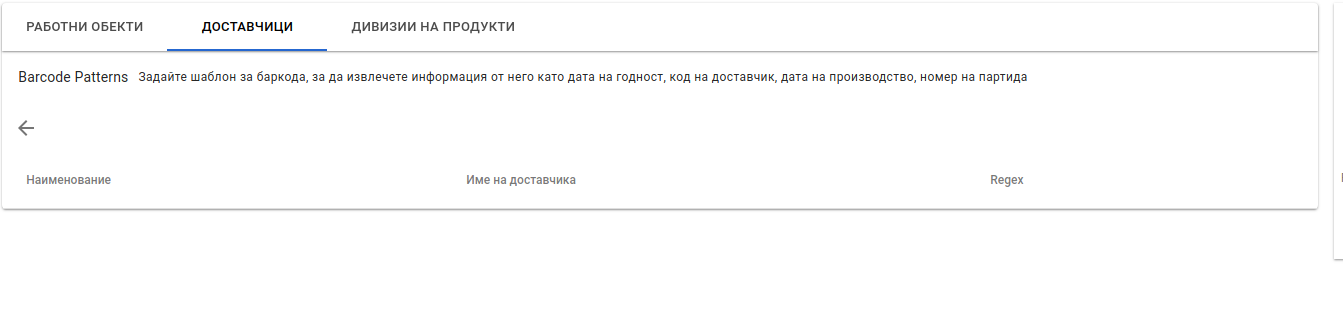 РАБОТНИ ОБЕКТИ ДОСТАВЧИЦИ ДИВИЗИИ НА ПРОДУКТИ
Barcode Patterns Задайте шаблон за баркода, за да извлечете информация от него като дата на годност, код на доставчик, дата на производство, номер на партида
Наименование Име на доставчика Regex